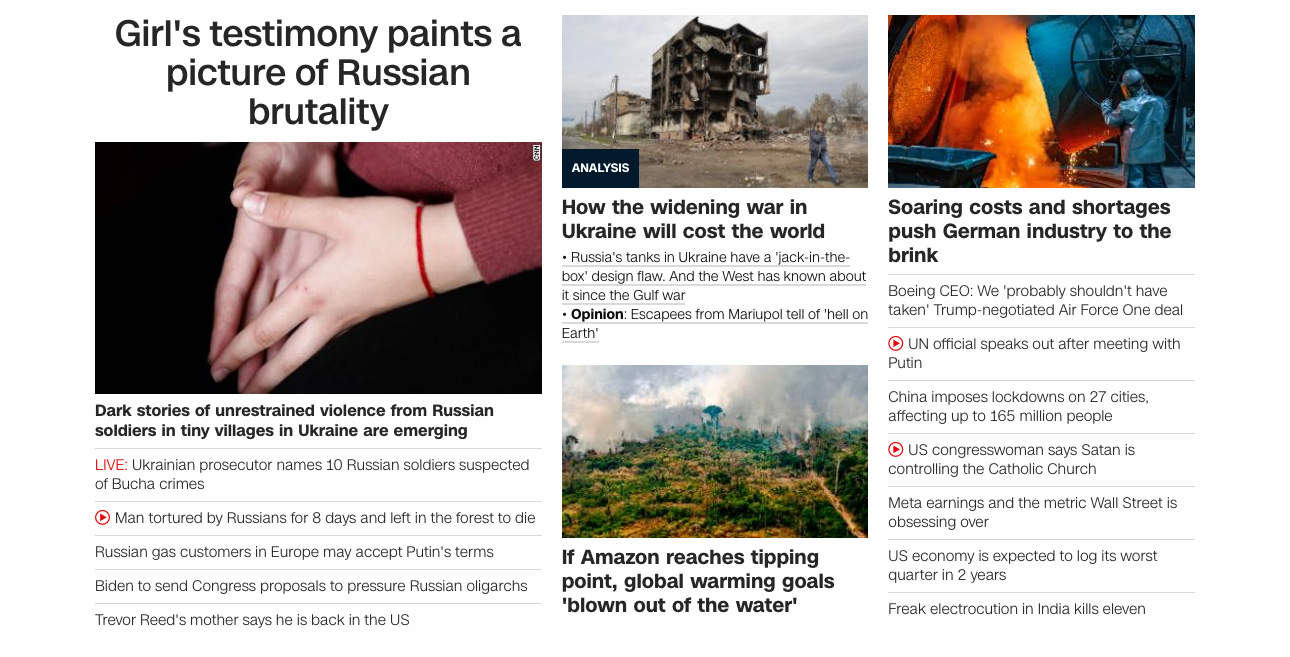 Girl's testimony paints a
picture of Russian
brutality
CNN
Dark stories of unrestrained violence from Russian
soldiers in tiny villages in Ukraine are emerging
LIVE: Ukrainian prosecutor names 10 Russian soldiers suspected
of Bucha crimes
Man tortured by Russians for 8 days and left in the forest to die
Russian gas customers in Europe may accept Putin's terms
Biden to send Congress proposals to pressure Russian oligarchs
Trevor Reed's mother says he is back in the US
ANALYSIS
How the widening war in
Ukraine will cost the world
• Russia's tanks in Ukraine have a 'jack-in-the-
box' design flaw. And the West has known about
it since the Gulf war
• Opinion: Escapees from Mariupol tell of 'hell on
Earth'
If Amazon reaches tipping
point, global warming goals
'blown out of the water'
Soaring costs and shortages
push German industry to the
brink
Boeing CEO: We 'probably shouldn't have
taken' Trump-negotiated Air Force One deal
UN official speaks out after meeting with
Putin
China imposes lockdowns on 27 cities,
affecting up to 165 million people
US congresswoman says Satan is
controlling the Catholic Church
Meta earnings and the metric Wall Street is
obsessing over
US economy is expected to log its worst
quarter in 2 years
Freak electrocution in India kills eleven